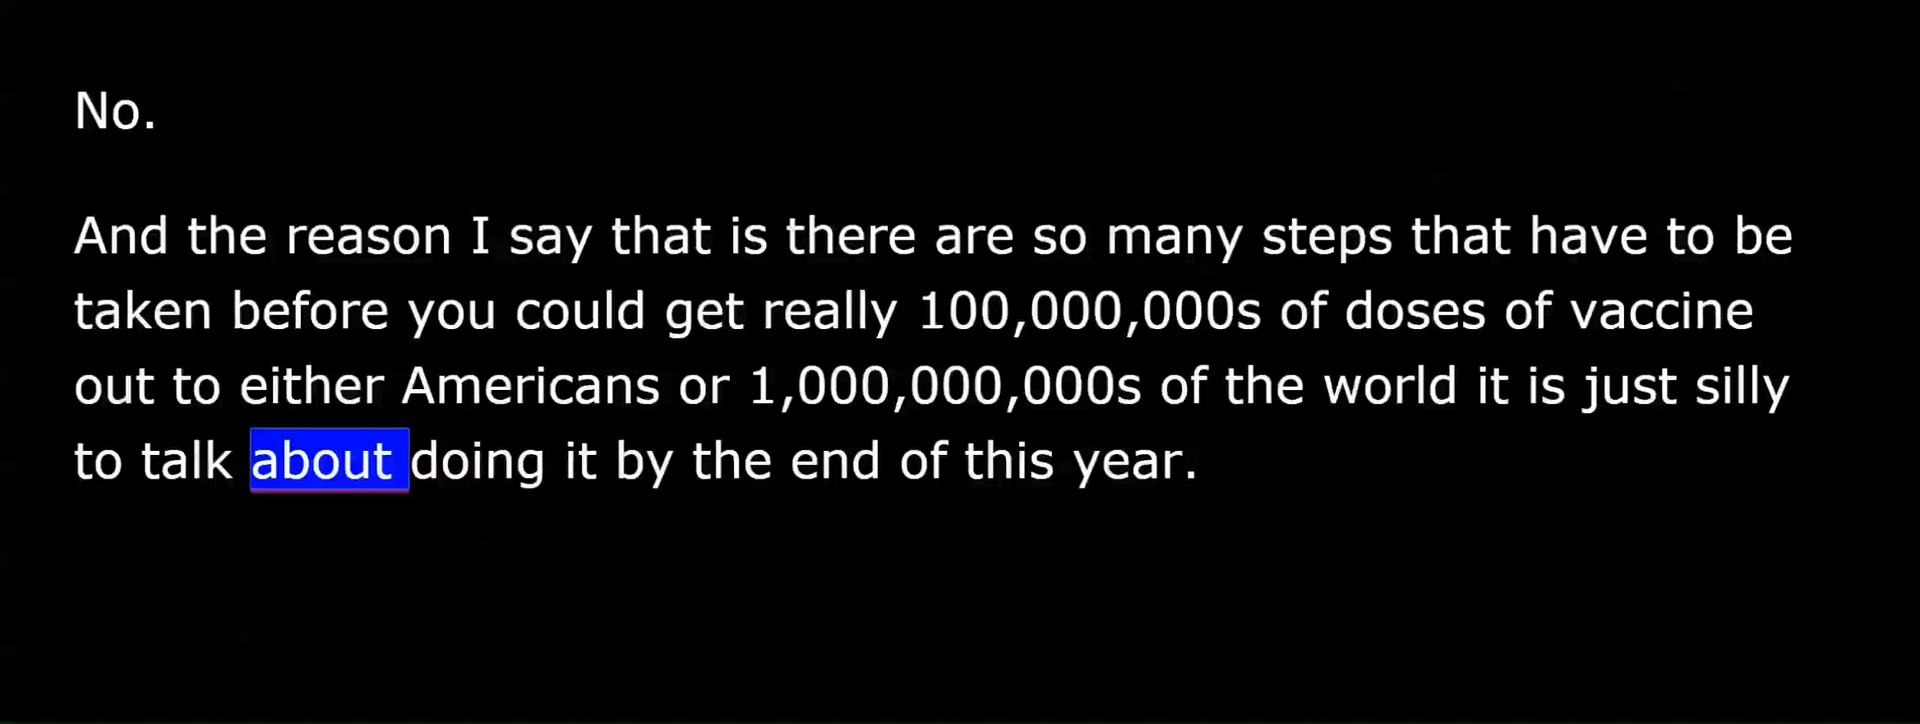 No.
And the reason I say that is there are so many steps that have to be
taken before you could get really 100,000,000s of doses of vaccine
out to either Americans or 1,000,000,000s of the world it is just silly
to talk about doing it by the end of this year.